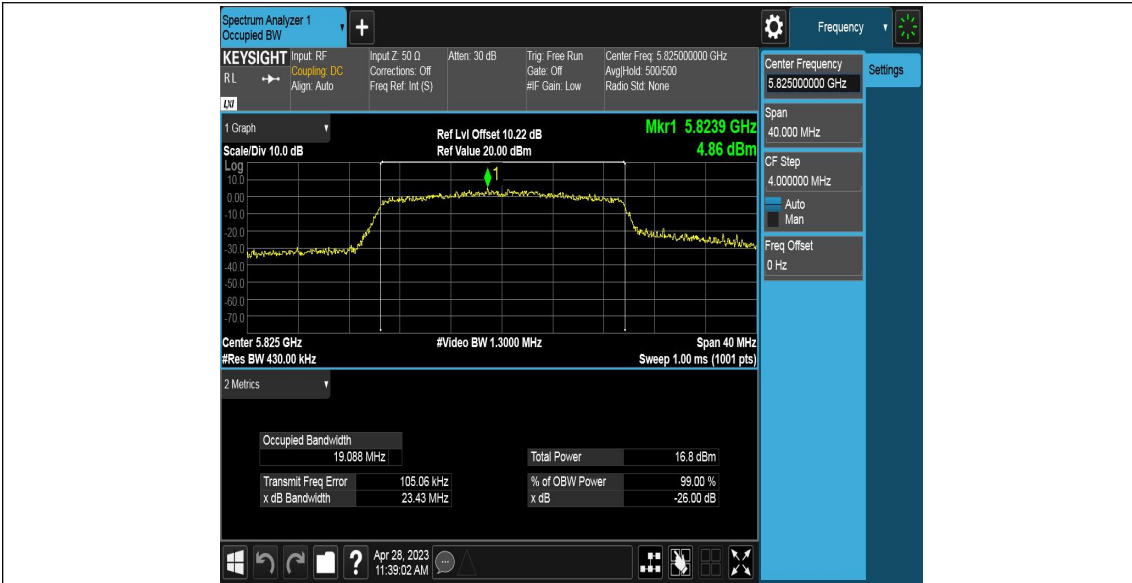 Spectrum Analyzer 1
Occupied BW
+
Frequency
KEYSIGHT
RL
LXI
Input: RF
Coupling: DC
Align: Auto
Input Z: 50 Ω
Corrections: Off
Freq Ref: Int (S)
Atten: 30 dB
Trig: Free Run
Gate: Off
#IF Gain: Low
Center Freq: 5.825000000 GHz
Avg|Hold: 500/500
Radio Std: None
Center Frequency
5.825000000 GHz
Settings
Span
40.000 MHz
CF Step
4.000000 MHz
Auto
Man
Freq Offset
0 Hz
1 Graph
Scale/Div 10.0 dB
Ref Lvl Offset 10.22 dB
Ref Value 20.00 dBm
Mkr1 5.8239 GHz
4.86 dBm
Log
10.0
0.00
-10.0
-20.0
-30.0
-40.0
-50.0
-60.0
-70.0
1
Center 5.825 GHz
#Res BW 430.00 kHz
#Video BW 1.3000 MHz
Span 40 MHz
Sweep 1.00 ms (1001 pts)
2 Metrics
Occupied Bandwidth
19.088 MHz
Total Power 16.8 dBm
Transmit Freq Error 105.06 kHz
% of OBW Power 99.00 %
x dB Bandwidth 23.43 MHz
x dB -26.00 dB
?
Apr 28, 2023
11:39:02 AM